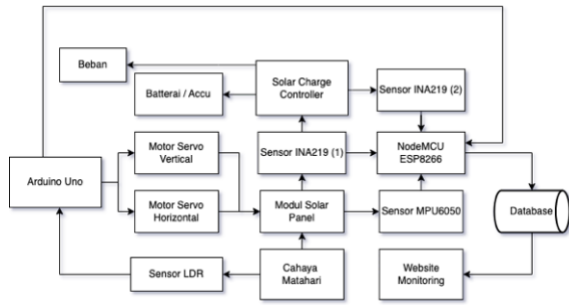 Beban
Solar Charge
Controller
Batterai / Accu
Sensor INA219 (2)
Motor Servo
Vertical
Sensor INA219 (1)
NodeMCU
ESP8266
Arduino Uno
Motor Servo
Horizontal
Modul Solar
Panel
Sensor MPU6050
Database
Sensor LDR
Cahaya
Matahari
Website
Monitoring